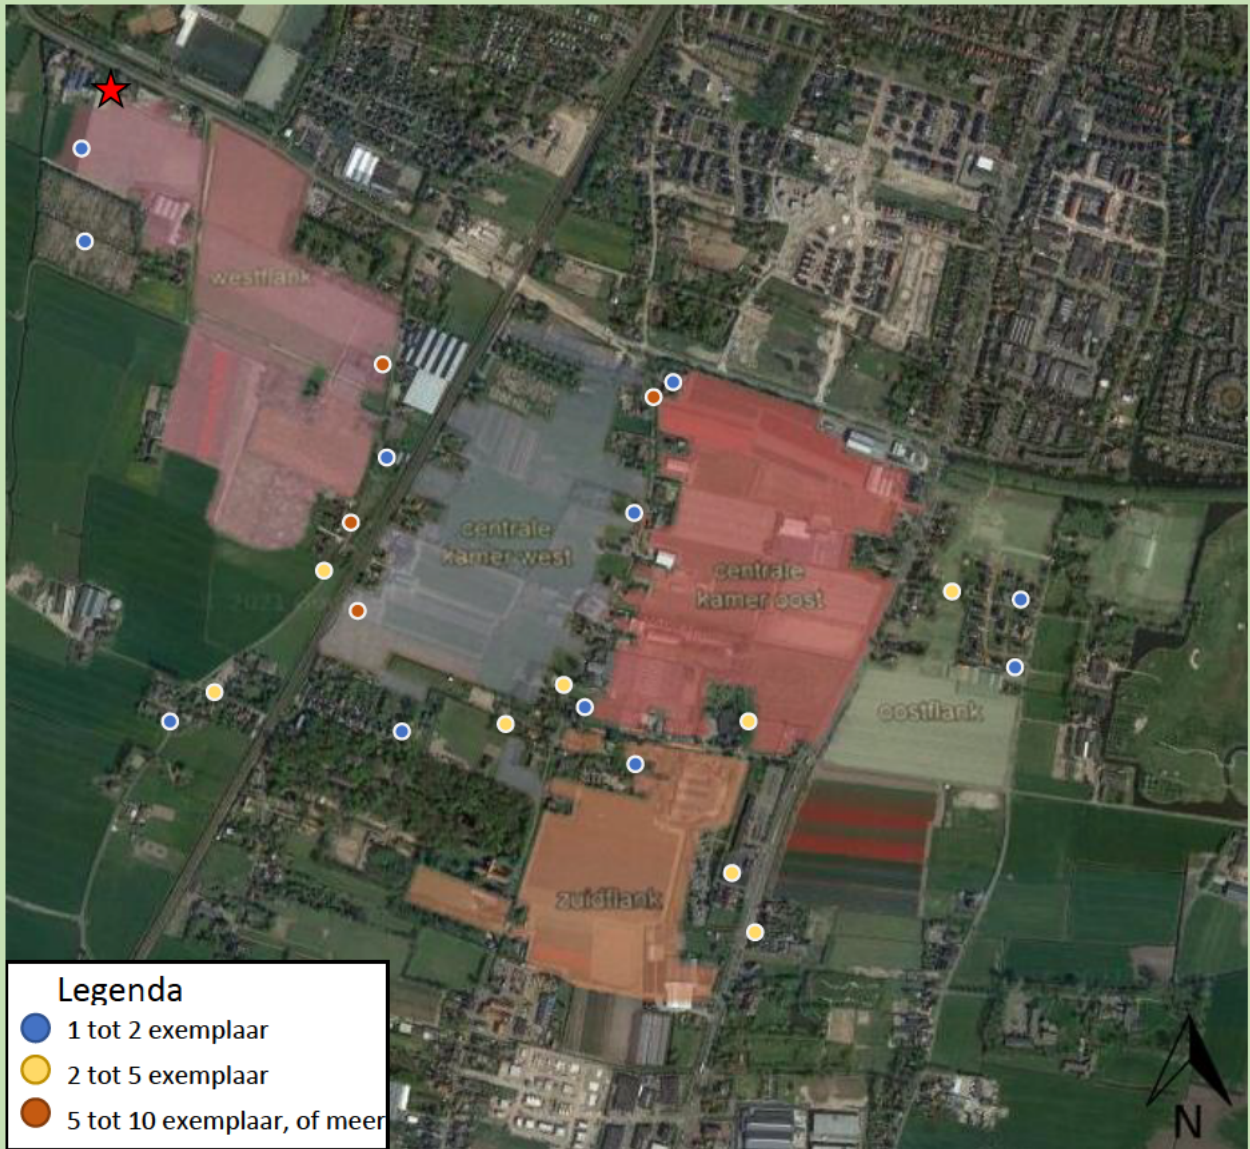 westflank
centrale
kamer west
centrale
kamer oost
oostflank
zuidflank
Legenda
1 tot 2 exemplaar
2 tot 5 exemplaar
5 tot 10 exemplaar, of meer
N